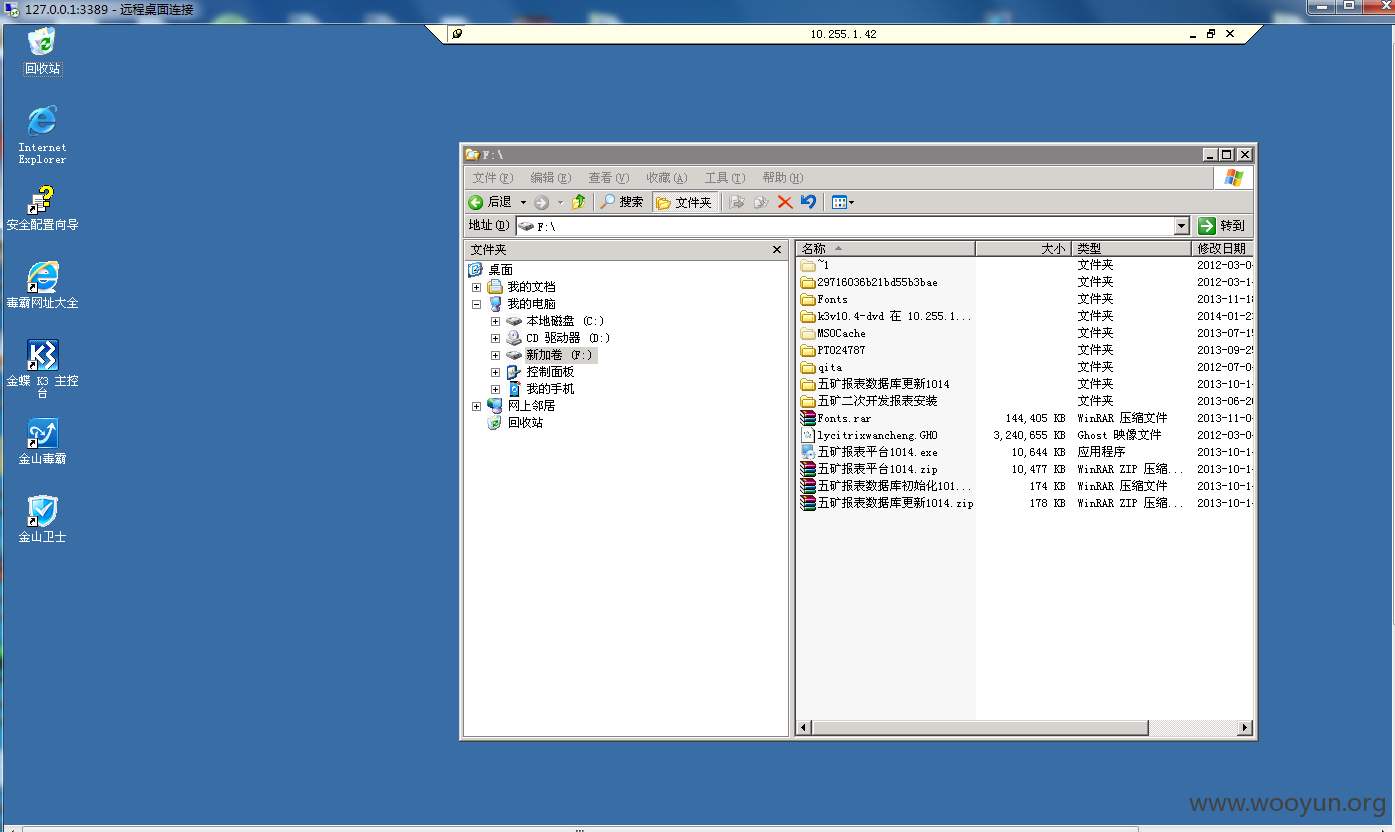 127.0.0.1:3389 - 远程桌面连接
10.255.1.42
回收站
Internet
Explorer
安全配置向导
毒霸网址大全
金蝶 K3 主控
台
金山毒霸
金山卫士
F:\
文件(F) 编辑(E) 查看(V) 收藏(A) 工具(T) 帮助(H)
后退 搜索 文件夹
地址(D) F:\ 转到
文件夹
桌面
我的文档
我的电脑
本地磁盘 (C:)
CD 驱动器 (D:)
新加卷 (F:)
控制面板
我的手机
网上邻居
回收站
名称 大小 类型 修改日期
~1 文件夹 2012-03-0
29716036b21bd55b3bae 文件夹 2012-03-1
Fonts 文件夹 2013-11-18
k3v10.4-dvd 在 10.255.1... 文件夹 2014-01-23
MSOCache 文件夹 2013-07-15
PT024787 文件夹 2013-09-29
qita 文件夹 2012-07-0
五矿报表数据库更新1014 文件夹 2013-10-1
五矿二次开发报表安装 文件夹 2013-06-20
Fonts.rar 144,405 KB WinRAR 压缩文件 2013-11-0
lycitrixwancheng.GHO 3,240,655 KB Ghost 映像文件 2012-03-0
五矿报表平台1014.exe 10,644 KB 应用程序 2013-10-1
五矿报表平台1014.zip 10,477 KB WinRAR ZIP 压缩... 2013-10-1
五矿报表数据库初始化101... 174 KB WinRAR 压缩文件 2013-10-1
五矿报表数据库更新1014.zip 178 KB WinRAR ZIP 压缩... 2013-10-1
www.wooyun.org